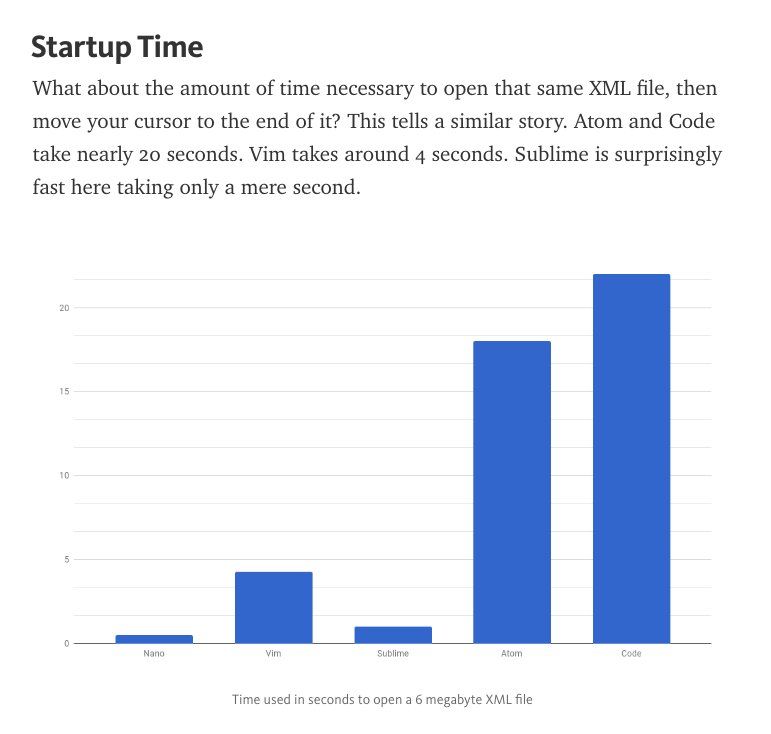 Startup Time
What about the amount of time necessary to open that same XML file, then
move your cursor to the end of it? This tells a similar story. Atom and Code
take nearly 20 seconds. Vim takes around 4 seconds. Sublime is surprisingly
fast here taking only a mere second.
20
15
10
5
0
Nano Vim Sublime Atom Code
Time used in seconds to open a 6 megabyte XML file